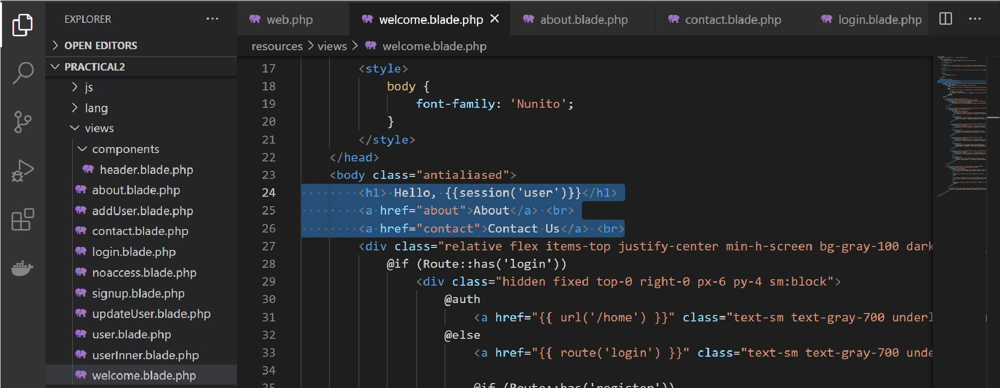 EXPLORER ···
OPEN EDITORS
PRACTICAL2
js
lang
views
components
header.blade.php
about.blade.php
addUser.blade.php
contact.blade.php
login.blade.php
noaccess.blade.php
signup.blade.php
updateUser.blade.php
user.blade.php
userInner.blade.php
welcome.blade.php
web.php welcome.blade.php × about.blade.php contact.blade.php login.blade.php ···
resources > views > welcome.blade.php
17 <style>
18 body {
19 font-family: 'Nunito';
20 }
21 </style>
22 </head>
23 <body class="antialiased">
24 <h1> Hello, {{session('user')}}</h1>
25 <a href="about">About</a> <br>
26 <a href="contact">Contact Us</a> <br>
27 <div class="relative flex items-top justify-center min-h-screen bg-gray-100 dark
28 @if (Route::has('login'))
29 <div class="hidden fixed top-0 right-0 px-6 py-4 sm:block">
30 @auth
31 <a href="{{ url('/home') }}" class="text-sm text-gray-700 underl
32 @else
33 <a href="{{ route('login') }}" class="text-sm text-gray-700 unde
34
35 @if (Route::has('register'))